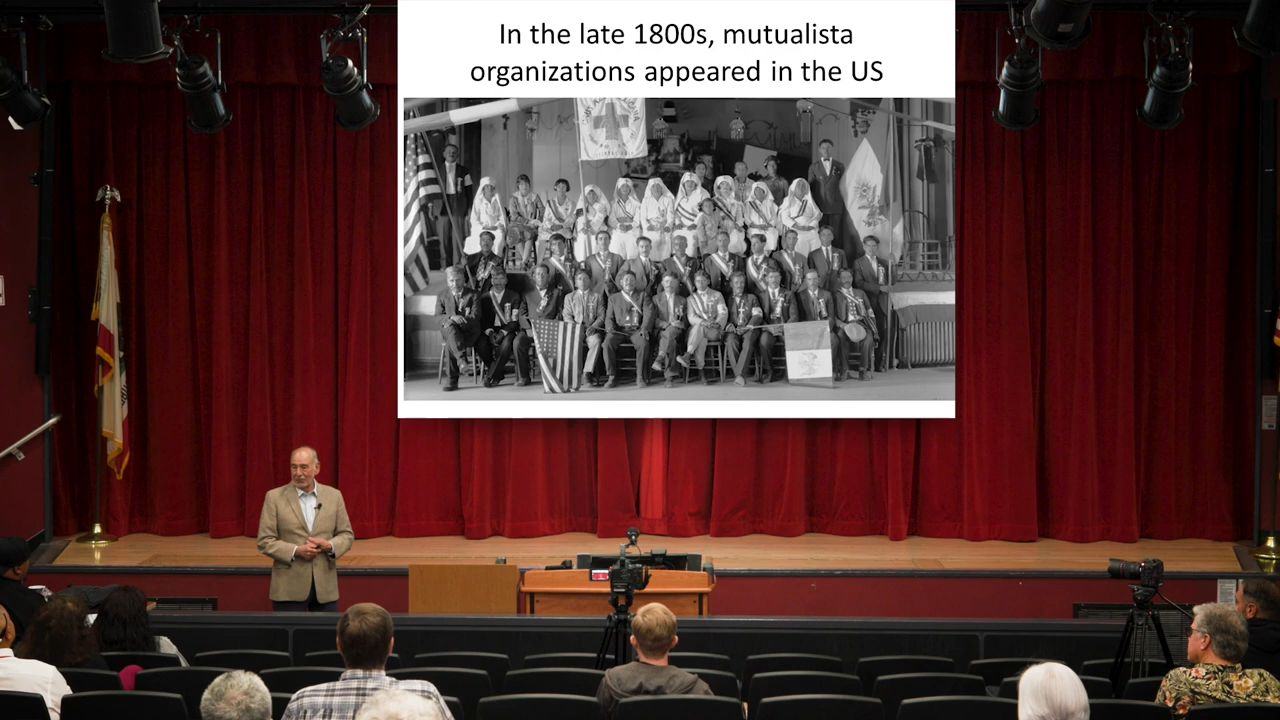 In the late 1800s, mutualista
organizations appeared in the US